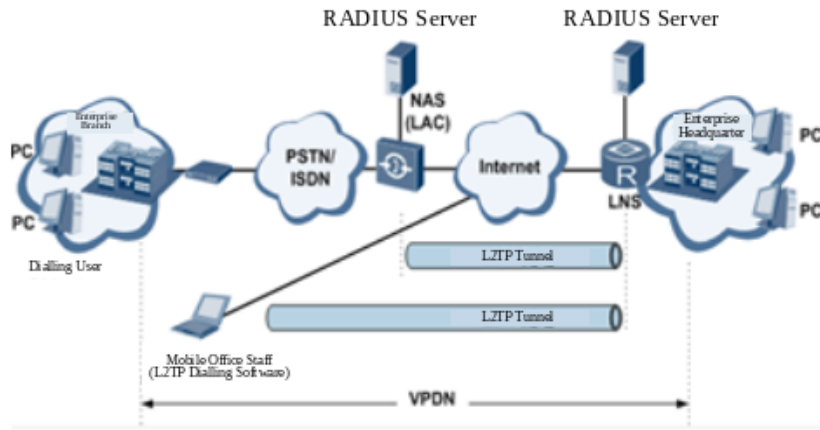 RADIUS Server
RADIUS Server
NAS
(LAC)
Enterprise
Branch
Enterprise
Headquarter
PC
PC
PSTN/
ISDN
Internet
R
LNS
PC
PC
Dialling User
L2TP Tunnel
L2TP Tunnel
Mobile Office Staff
(L2TP Dialling Software)
VPDN